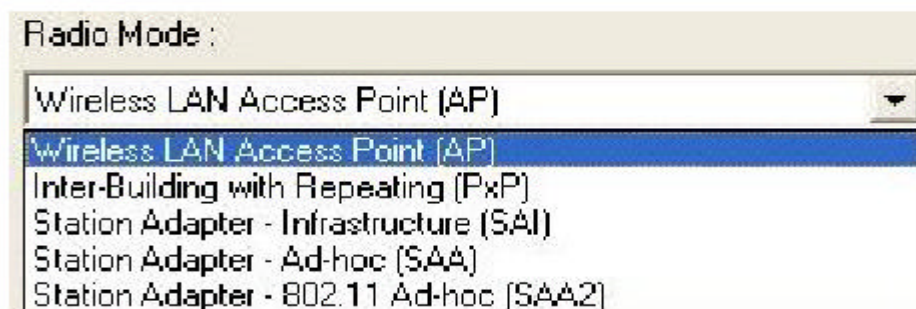 Radio Mode :
Wireless LAN Access Point (AP)
Wireless LAN Access Point (AP)
Inter-Building with Repeating (PxP)
Station Adapter - Infrastructure (SAI)
Station Adapter - Ad-hoc (SAA)
Station Adapter - 802.11 Ad-hoc (SAA2)